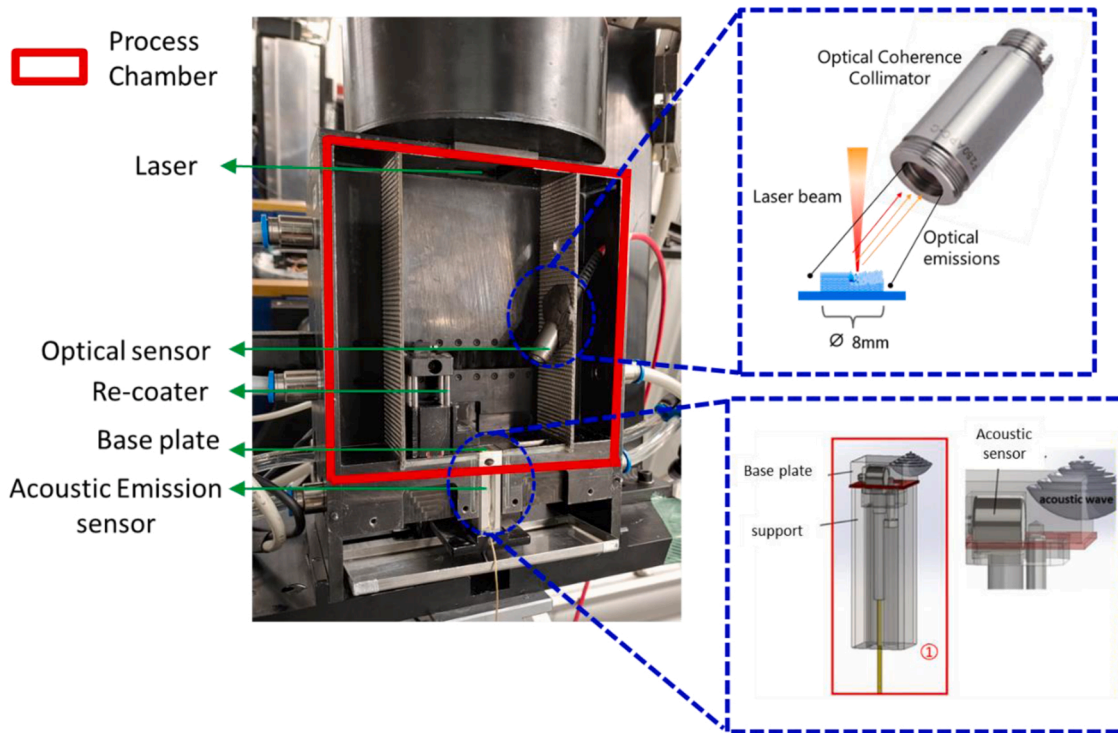 Process
Chamber
Laser
Optical sensor
Re-coater
Base plate
Acoustic Emission
sensor
Optical Coherence
Collimator
Laser beam
Optical
emissions
Ø 8mm
Base plate
support
①
Acoustic
sensor
acoustic wave